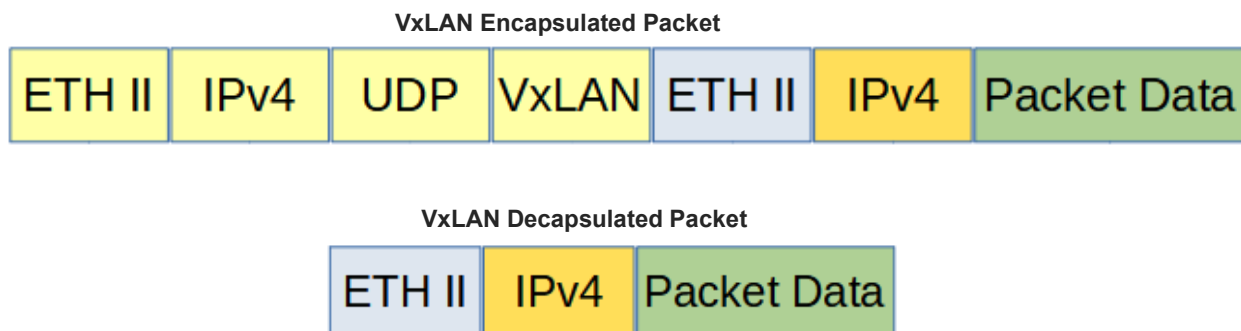 VxLAN Encapsulated Packet
ETH II IPv4 UDP VxLAN ETH II IPv4 Packet Data
VxLAN Decapsulated Packet
ETH II IPv4 Packet Data